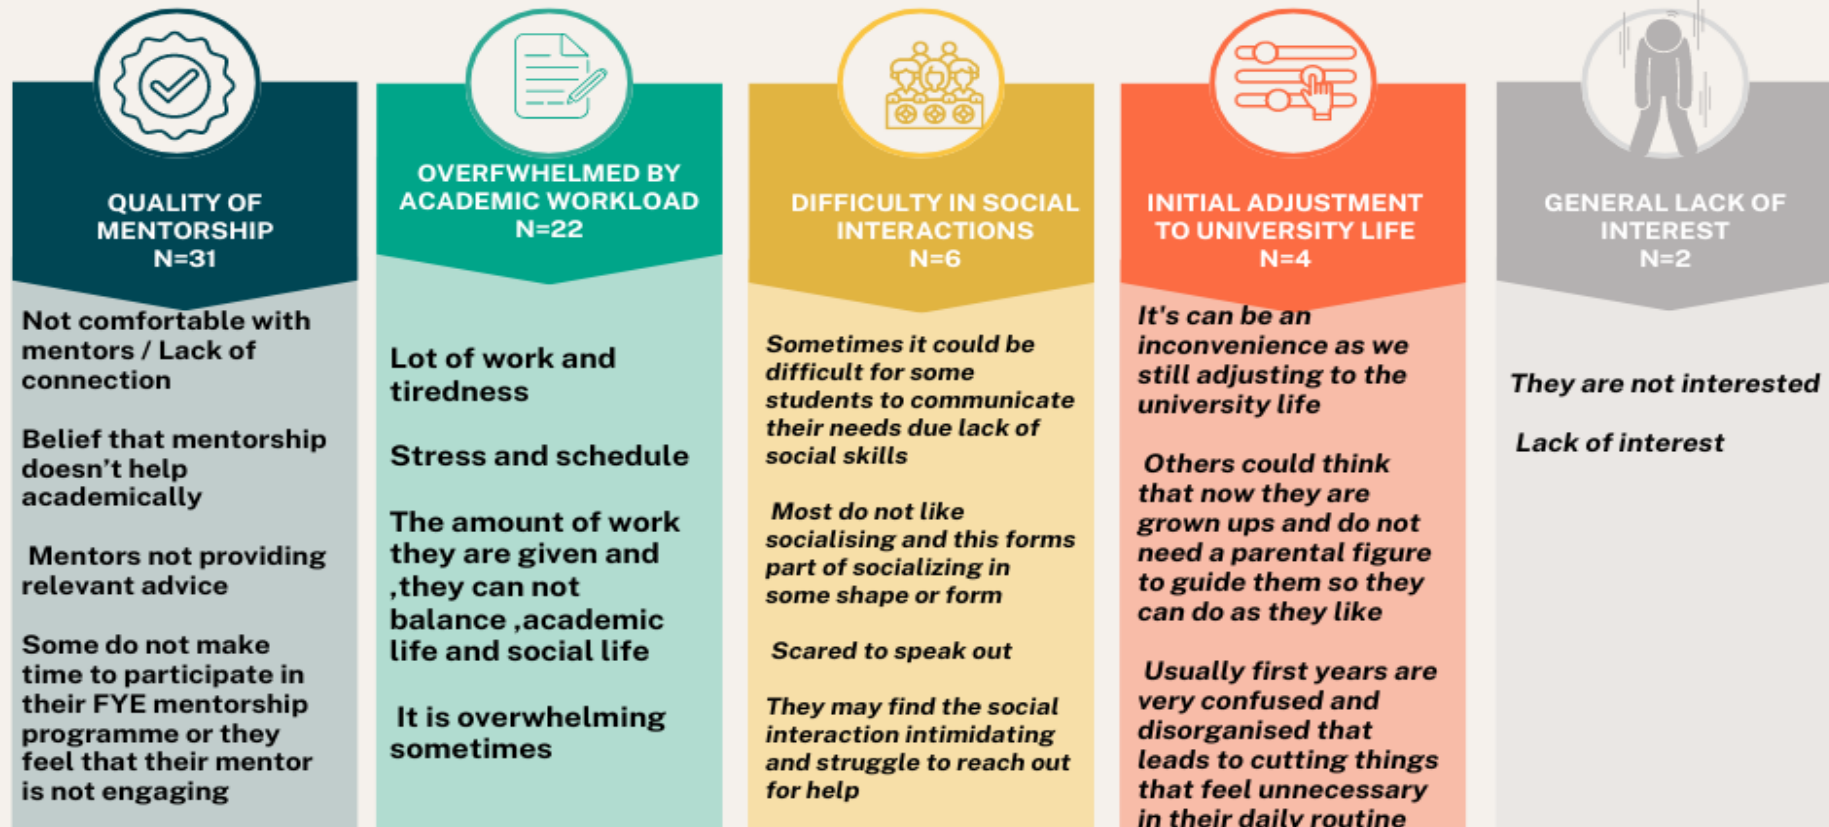 QUALITY OF
MENTORSHIP
N=31
Not comfortable with
mentors / Lack of
connection
Belief that mentorship
doesn't help
academically
Mentors not providing
relevant advice
Some do not make
time to participate in
their FYE mentorship
programme or they
feel that their mentor
is not engaging
OVERFWHELMED BY
ACADEMIC WORKLOAD
N=22
Lot of work and
tiredness
Stress and schedule
The amount of work
they are given and
,they can not
balance ,academic
life and social life
It is overwhelming
sometimes
DIFFICULTY IN SOCIAL
INTERACTIONS
N=6
Sometimes it could be
difficult for some
students to communicate
their needs due lack of
social skills
Most do not like
socialising and this forms
part of socializing in
some shape or form
Scared to speak out
They may find the social
interaction intimidating
and struggle to reach out
for help
INITIAL ADJUSTMENT
TO UNIVERSITY LIFE
N=4
It's can be an
inconvenience as we
still adjusting to the
university life
Others could think
that now they are
grown ups and do not
need a parental figure
to guide them so they
can do as they like
Usually first years are
very confused and
disorganised that
leads to cutting things
that feel unnecessary
in their daily routine
GENERAL LACK OF
INTEREST
N=2
They are not interested
Lack of interest